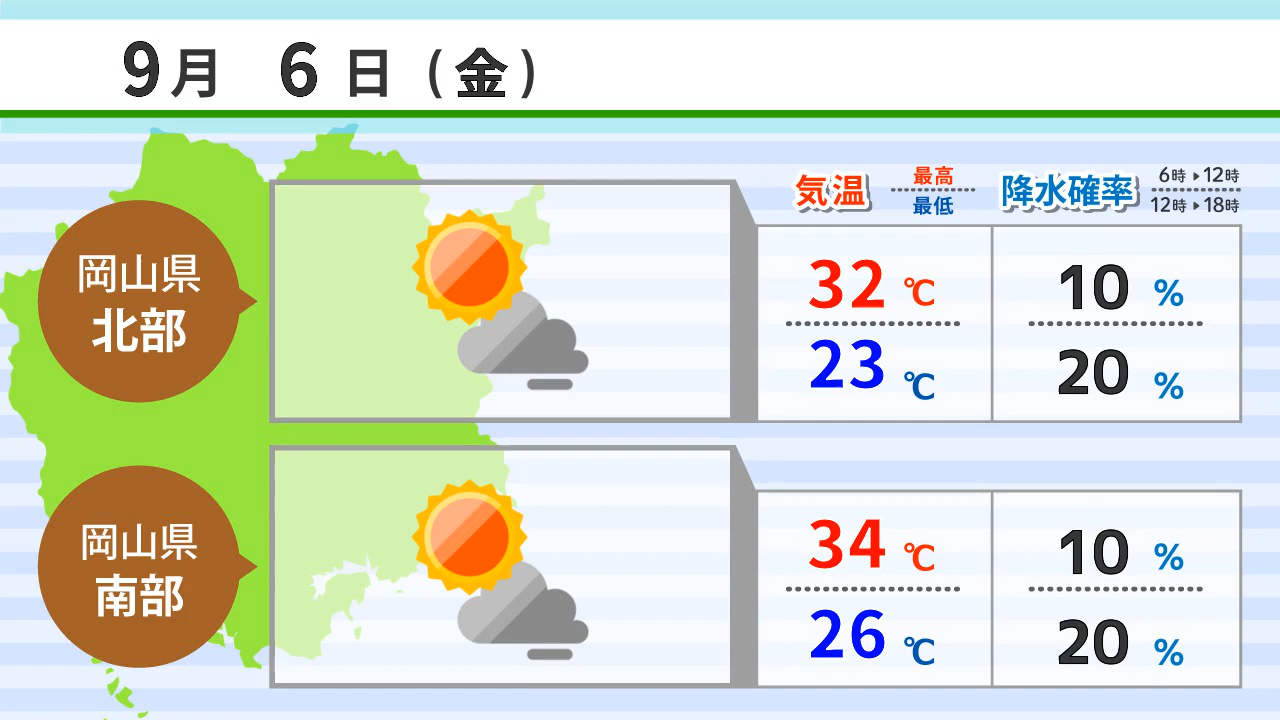 9月 6日(金)
気温 最高 最低
降水確率 6時▶12時 12時▶18時
岡山県
北部
32℃
23℃
10%
20%
岡山県
南部
34℃
26℃
10%
20%